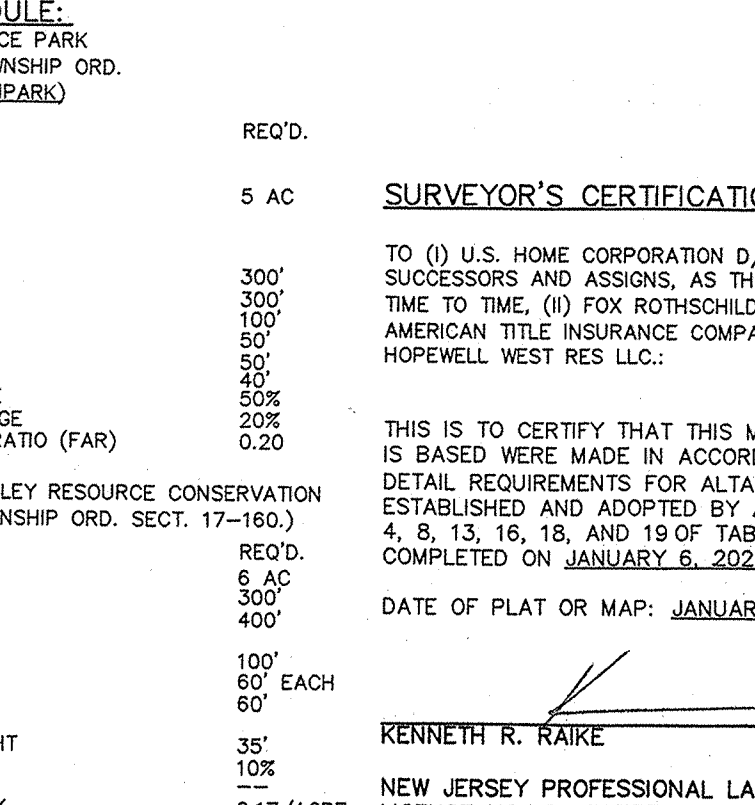 DULE:
CE PARK
WNSHIP ORD.
IPARK)
REQ'D.
5 AC
300'
300'
100'
50'
50'
40'
50%
GE 20%
RATIO (FAR) 0.20
LEY RESOURCE CONSERVATION
NSHIP ORD. SECT. 17-160.)
REQ'D.
6 AC
300'
400'
100'
60' EACH
60'
HT 35'
10%
--
SURVEYOR'S CERTIFICATIO
TO (I) U.S. HOME CORPORATION D/
SUCCESSORS AND ASSIGNS, AS TH
TIME TO TIME, (II) FOX ROTHSCHILD
AMERICAN TITLE INSURANCE COMPA
HOPEWELL WEST RES LLC.:
THIS IS TO CERTIFY THAT THIS M
IS BASED WERE MADE IN ACCORD
DETAIL REQUIREMENTS FOR ALTA
ESTABLISHED AND ADOPTED BY A
4, 8, 13, 16, 18, AND 19 OF TAB
COMPLETED ON JANUARY 6, 202
DATE OF PLAT OR MAP: JANUAR
KENNETH R. RAIKE
NEW JERSEY PROFESSIONAL LA